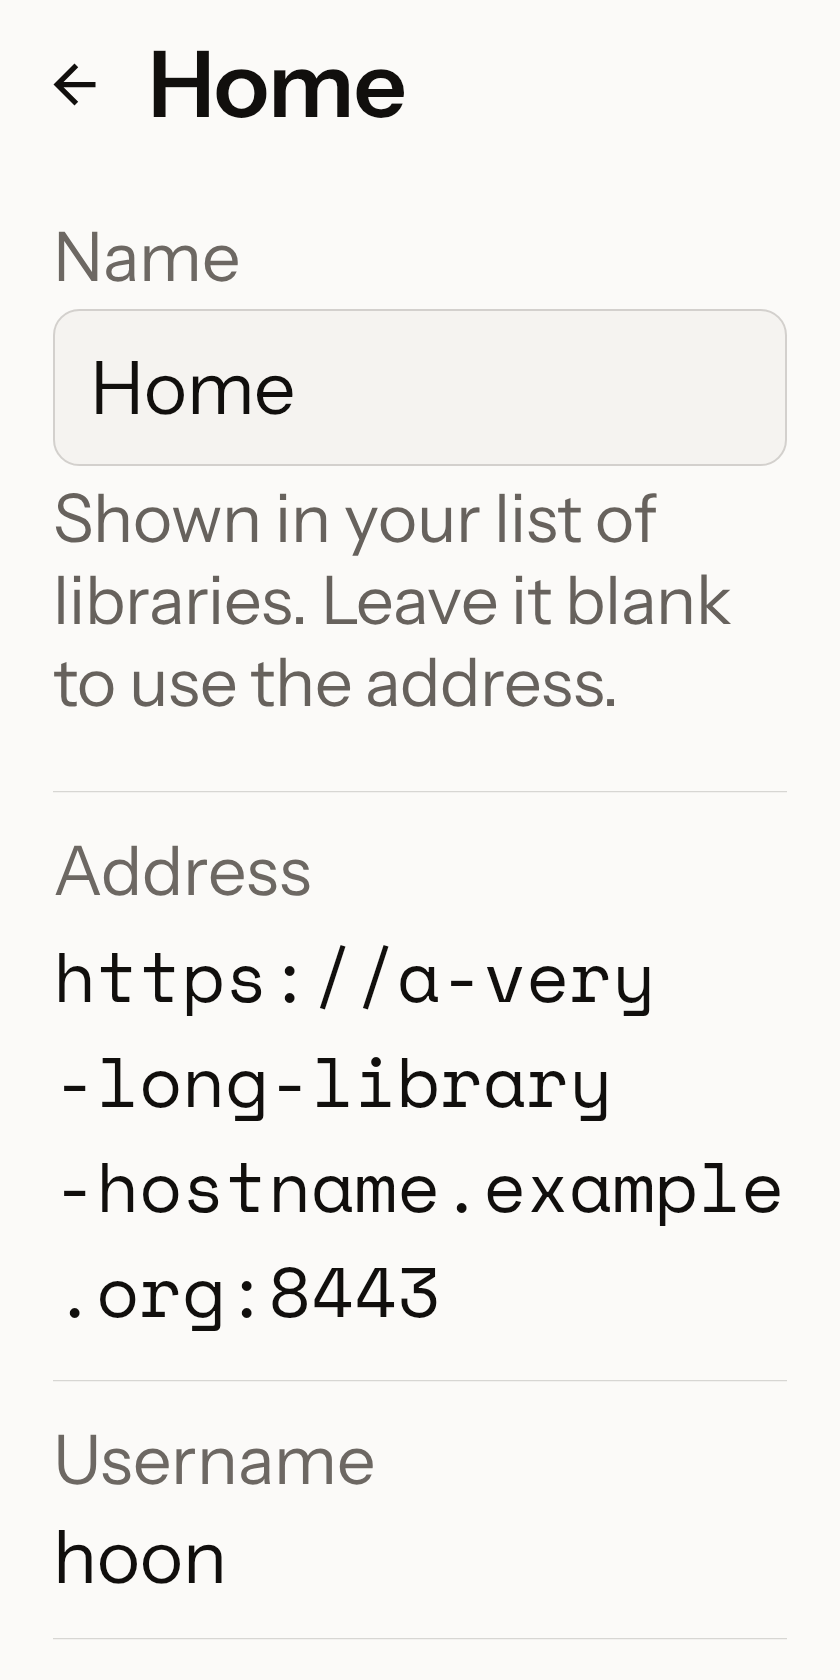 Home
Name
Home
Shown in your list of
libraries. Leave it blank
to use the address.
Address
https://a-very
-long-library
-hostname.example
.org:8443
Username
hoon